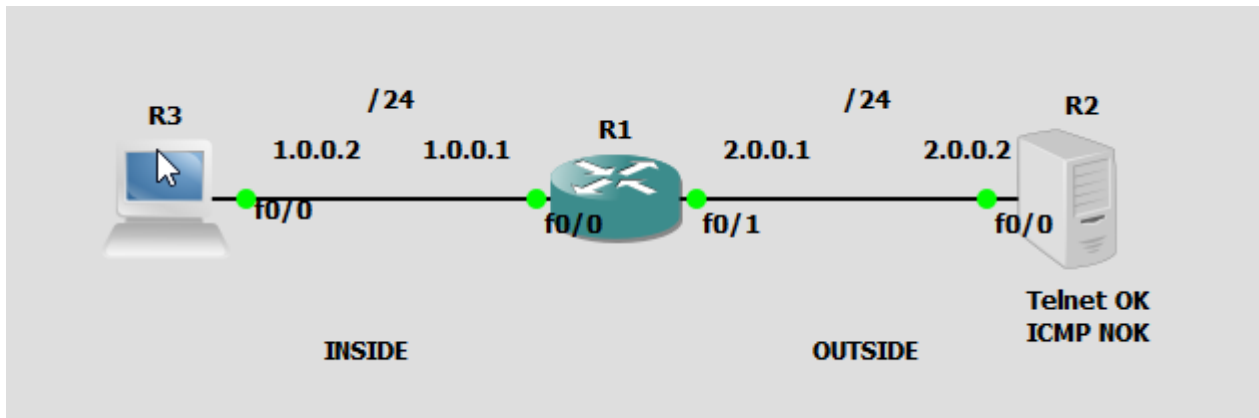 /24
/24
R3
R1
R2
1.0.0.2
1.0.0.1
2.0.0.1
2.0.0.2
f0/0
f0/0
f0/1
f0/0
Telnet OK
ICMP NOK
INSIDE
OUTSIDE